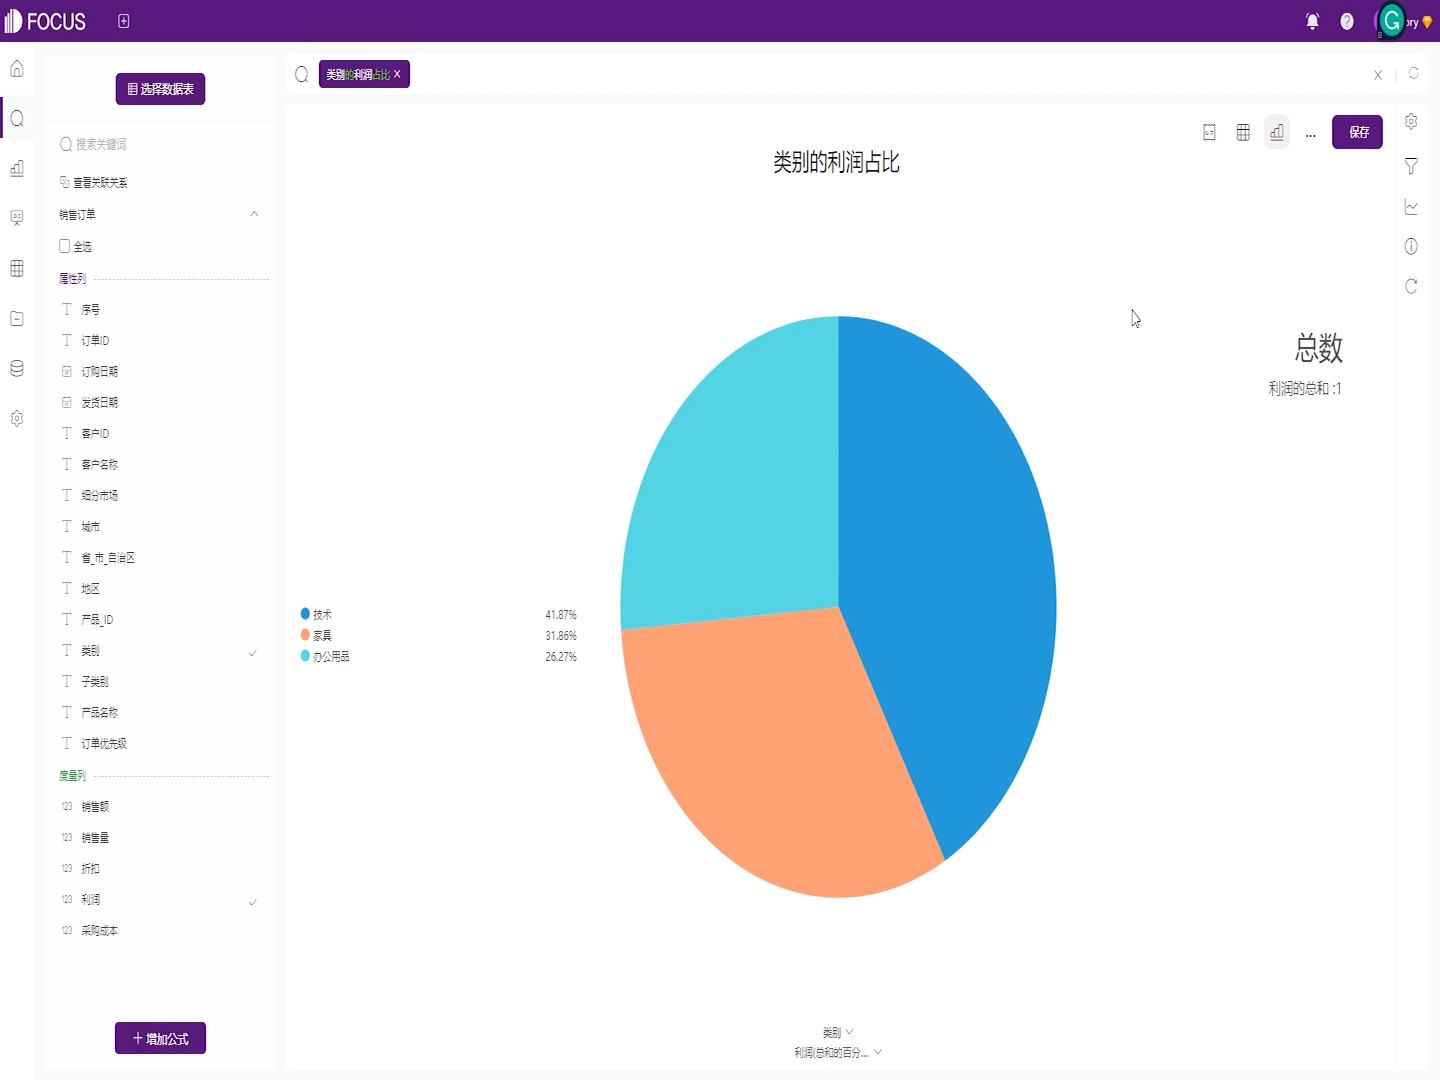 FOCUS
G
ory
选择数据表
搜索关键词
查看关联关系
销售订单
全选
属性列
序号
订单ID
订购日期
发货日期
客户ID
客户名称
细分市场
城市
省_市_自治区
地区
产品_ID
类别
子类别
产品名称
订单优先级
度量列
123 销售额
123 销售量
123 折扣
123 利润
123 采购成本
增加公式
类别的利润占比 X
保存
类别的利润占比
总数
利润的总和 :1
技术 41.87%
家具 31.86%
办公用品 26.27%
类别
利润(总和的百分...